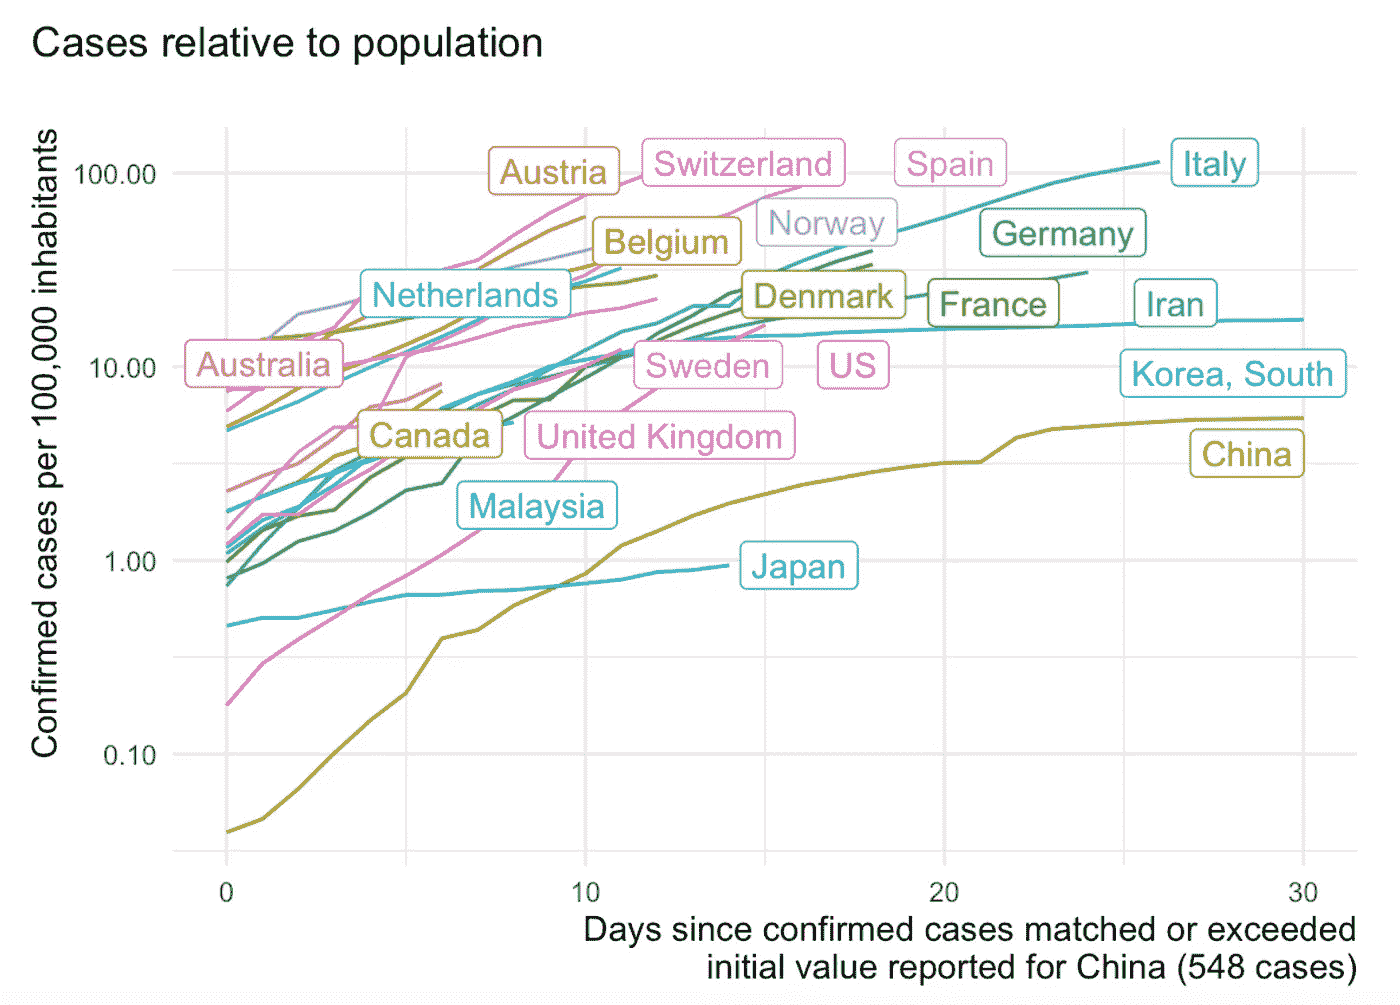 Cases relative to population
Confirmed cases per 100,000 inhabitants
100.00
10.00
1.00
0.10
Austria
Switzerland
Spain
Italy
Norway
Germany
Belgium
Netherlands
Denmark
France
Iran
Australia
Sweden
US
Korea, South
Canada
United Kingdom
China
Malaysia
Japan
0
10
20
30
Days since confirmed cases matched or exceeded
initial value reported for China (548 cases)